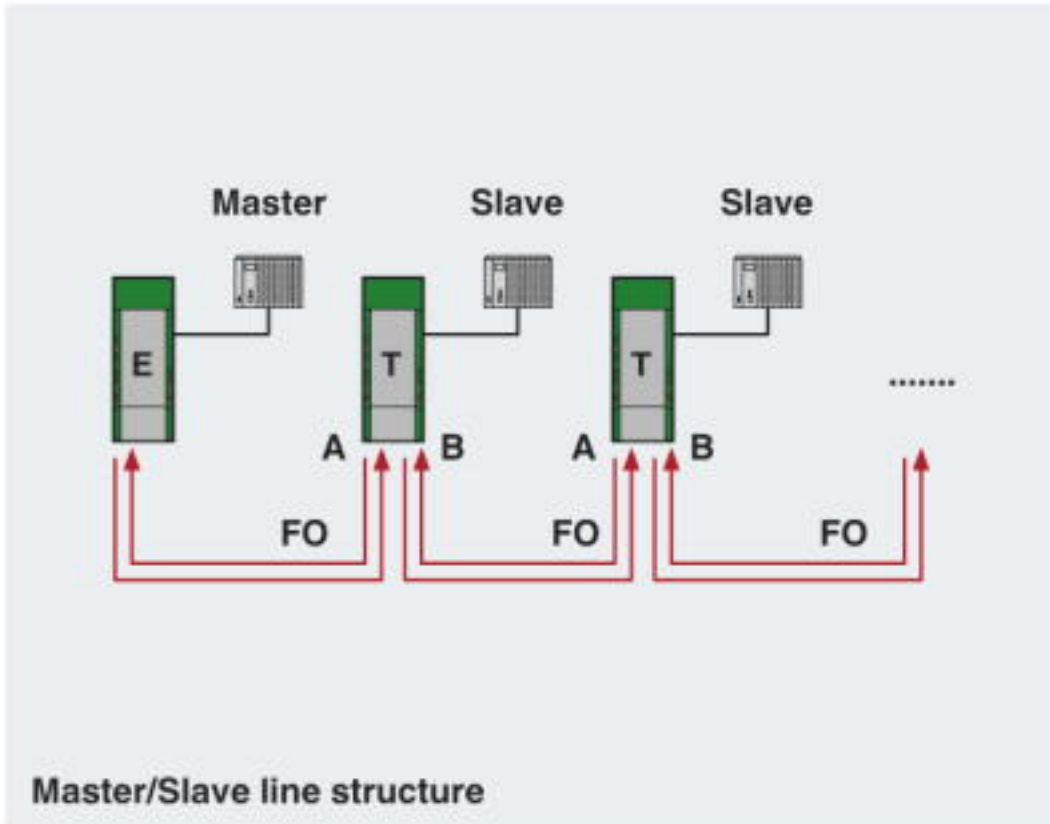 Master Slave Slave
E T T
.......
A B A B
FO FO FO
Master/Slave line structure